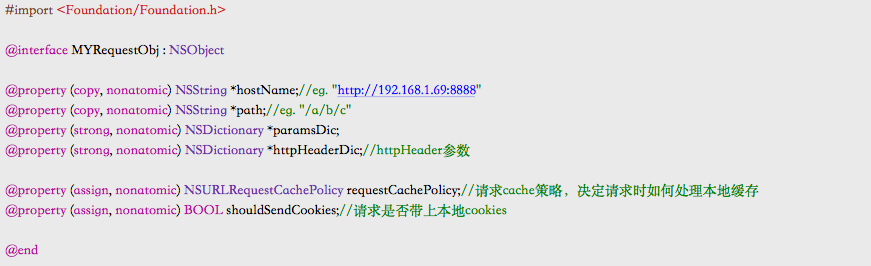 #import <Foundation/Foundation.h>
@interface MYRequestObj : NSObject
@property (copy, nonatomic) NSString *hostName;//eg. "http://192.168.1.69:8888"
@property (copy, nonatomic) NSString *path;//eg. "/a/b/c"
@property (strong, nonatomic) NSDictionary *paramsDic;
@property (strong, nonatomic) NSDictionary *httpHeaderDic;//httpHeader参数
@property (assign, nonatomic) NSURLRequestCachePolicy requestCachePolicy;//请求cache策略，决定请求时如何处理本地缓存
@property (assign, nonatomic) BOOL shouldSendCookies;//请求是否带上本地cookies
@end